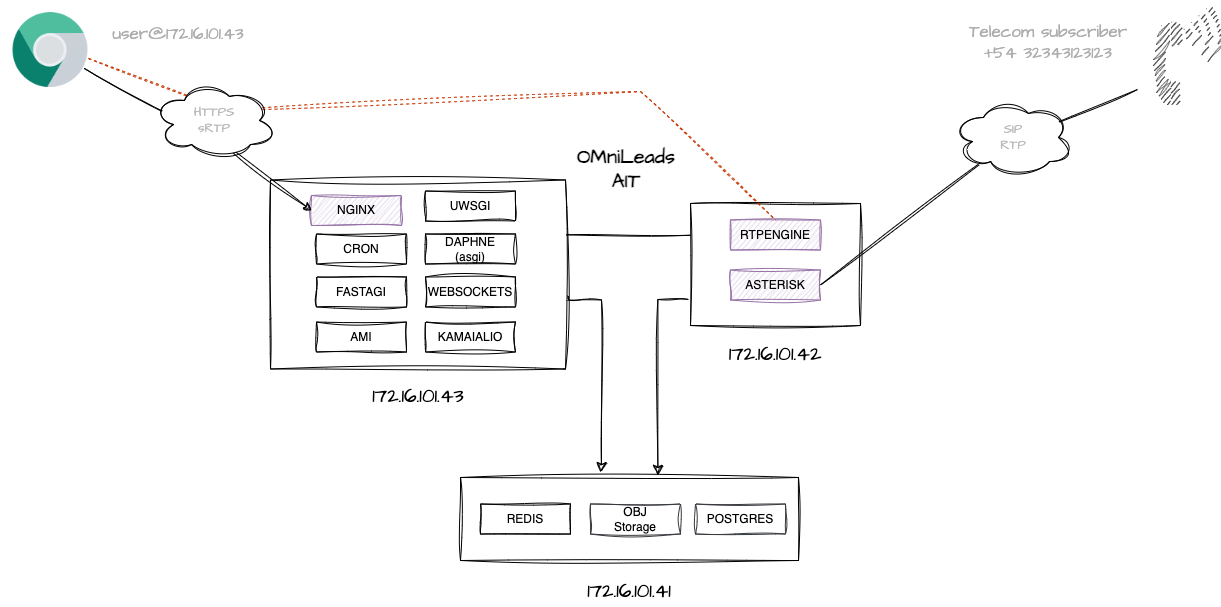 user@172.16.101.43
Telecom subscriber
+54 32343123123
HTTPS
sRTP
SIP
RTP
OMniLeads
AIT
NGINX
UWSGI
CRON
DAPHNE
(asgi)
FASTAGI
WEBSOCKETS
AMI
KAMAIALIO
172.16.101.43
RTPENGINE
ASTERISK
172.16.101.42
REDIS
OBJ
Storage
POSTGRES
172.16.101.41